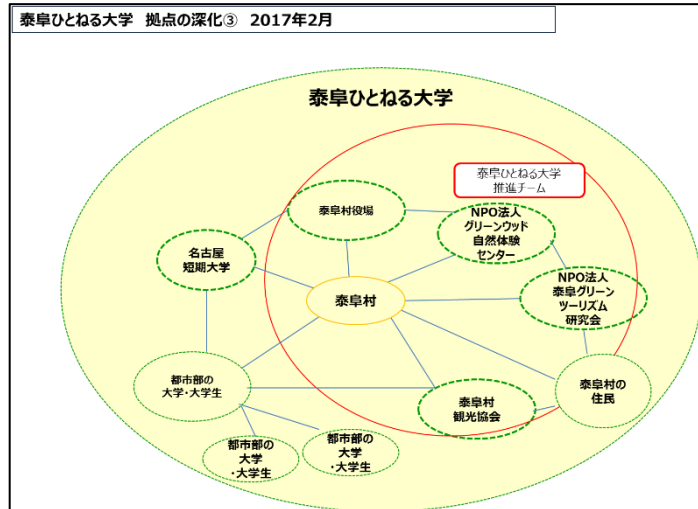 泰阜ひとねる大学 拠点の深化③ 2017年2月
泰阜ひとねる大学
泰阜ひとねる大学
推進チーム
泰阜村役場
NPO法人
グリーンウッド
自然体験
センター
名古屋
短期大学
NPO法人
泰阜グリーン
ツーリズム
研究会
泰阜村
都市部の
大学・大学生
泰阜村の
住民
泰阜村
観光協会
都市部の
大学
・大学生
都市部の
大学
・大学生